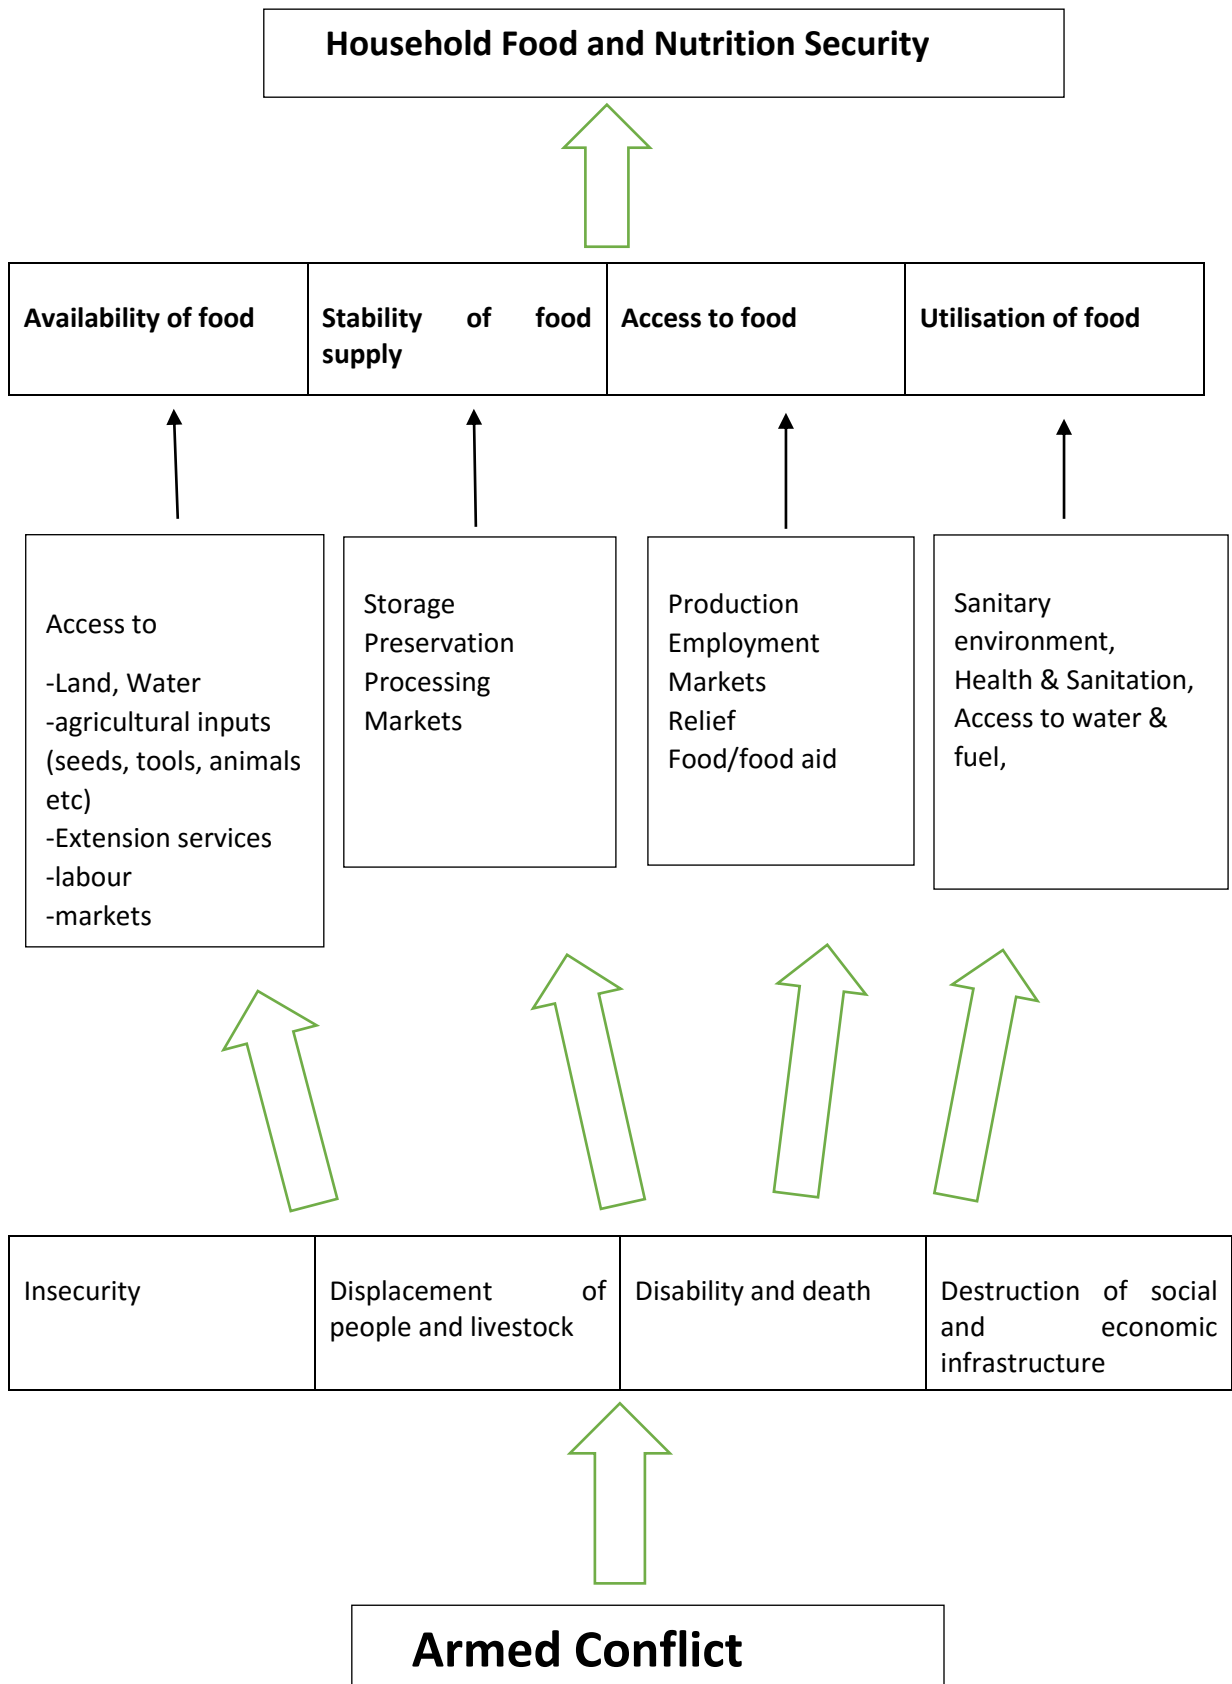 Household Food and Nutrition Security
Availability of food
Stability of food
supply
Access to food
Utilisation of food
Access to
-Land, Water
-agricultural inputs
(seeds, tools, animals
etc)
-Extension services
-labour
-markets
Storage
Preservation
Processing
Markets
Production
Employment
Markets
Relief
Food/food aid
Sanitary
environment,
Health & Sanitation,
Access to water &
fuel,
Insecurity
Displacement of
people and livestock
Disability and death
Destruction of social
and economic
infrastructure
Armed Conflict